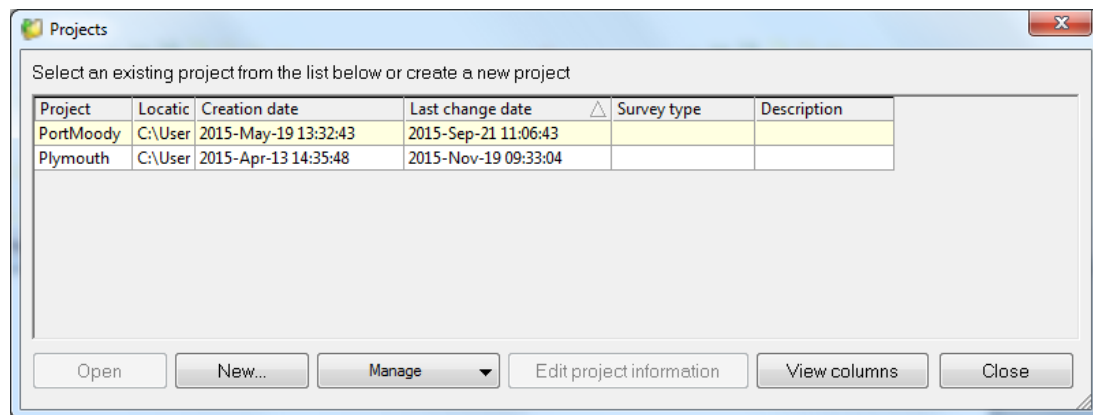 Projects
Select an existing project from the list below or create a new project
Project Locatic Creation date Last change date Survey type Description
PortMoody C:\User 2015-May-19 13:32:43 2015-Sep-21 11:06:43
Plymouth C:\User 2015-Apr-13 14:35:48 2015-Nov-19 09:33:04
Open New... Manage Edit project information View columns Close